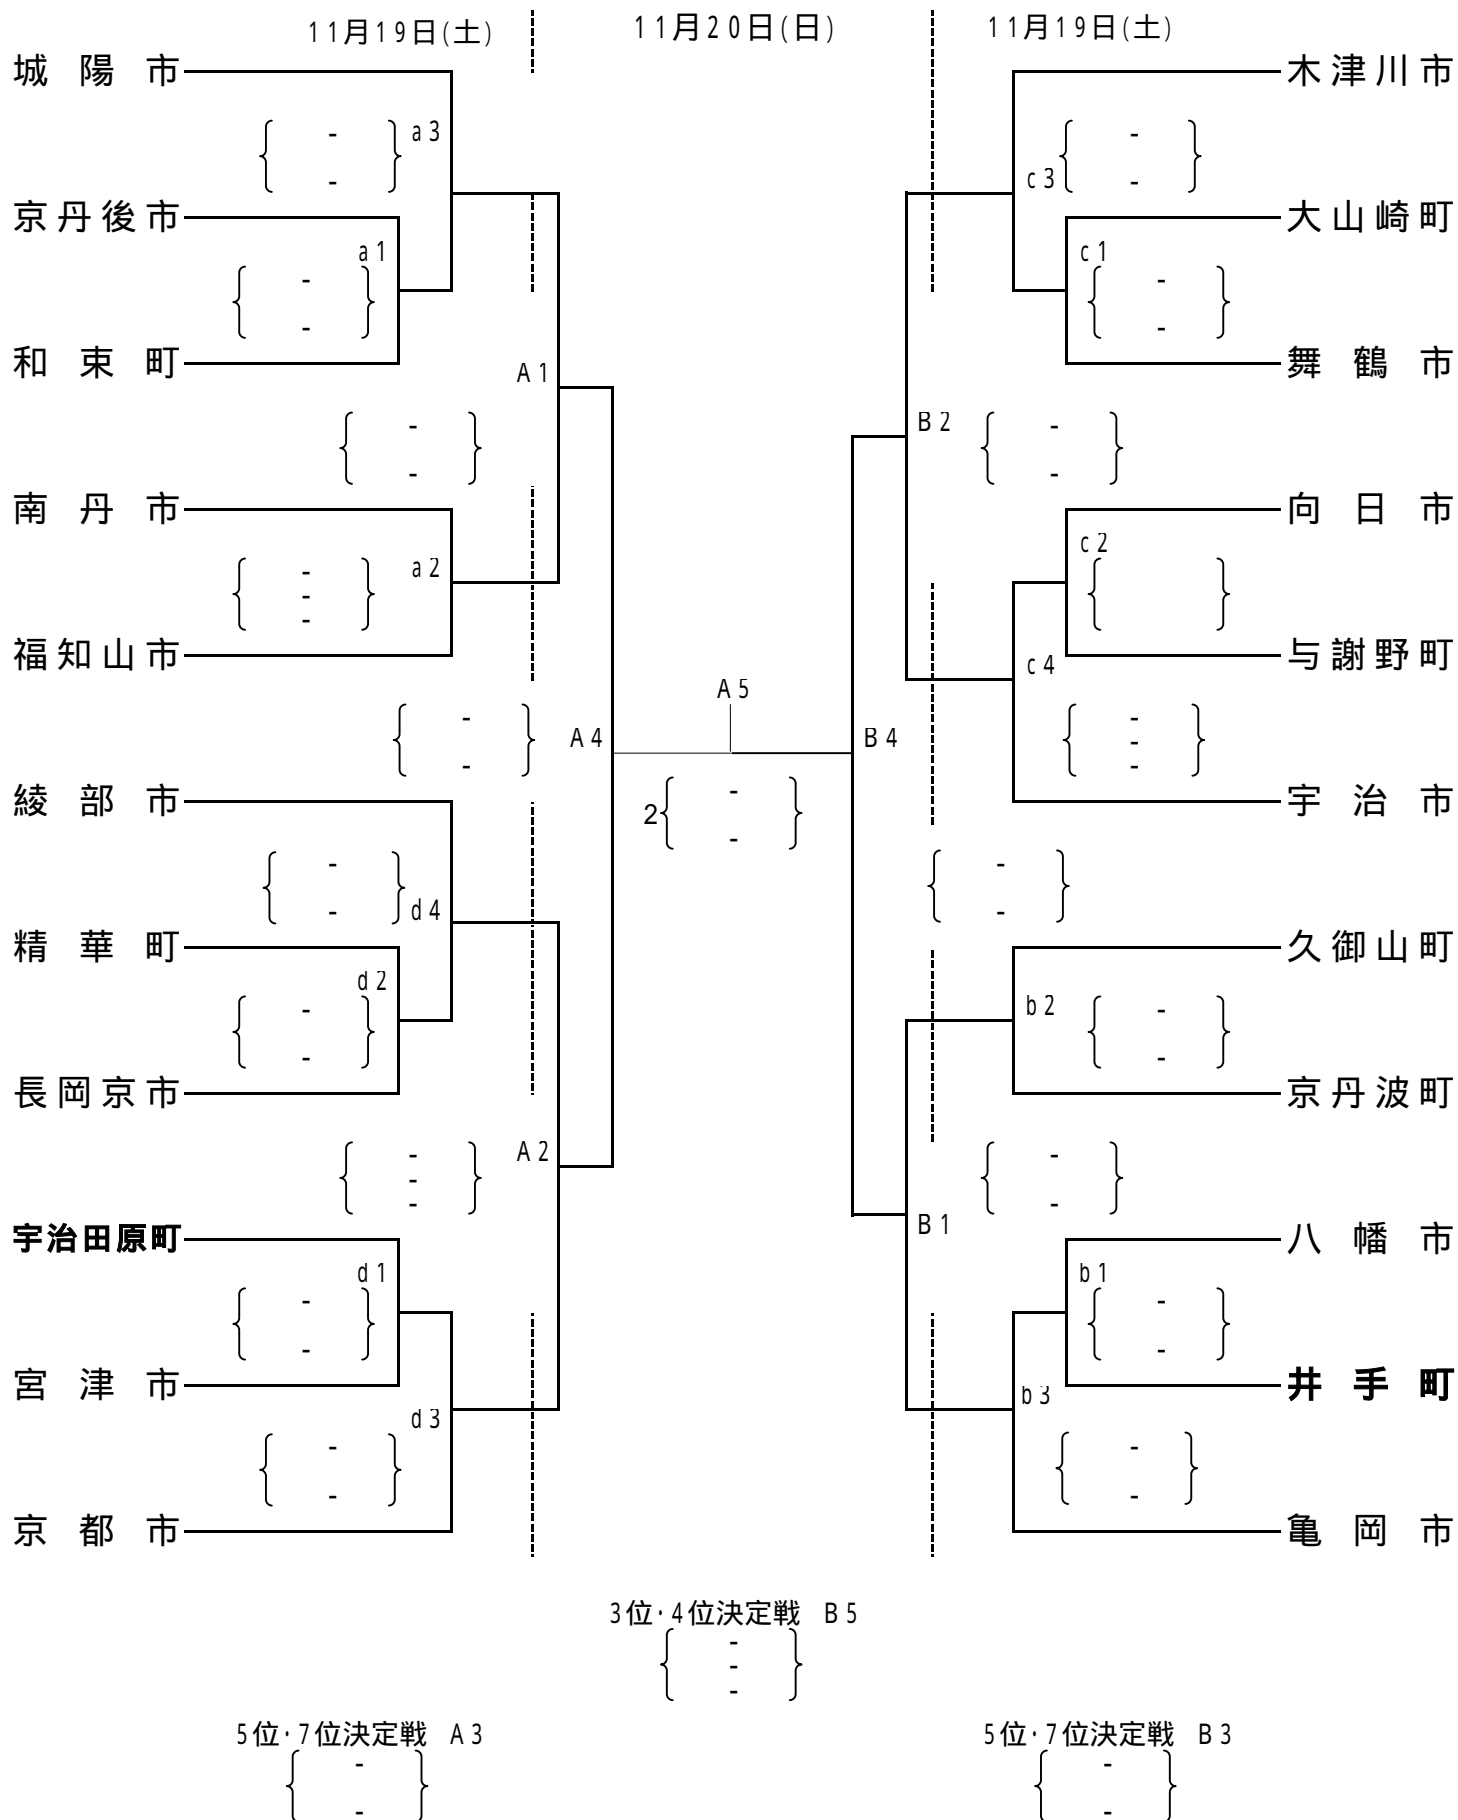 11月19日(土) 11月20日(日) 11月19日(土)
城陽市 木津川市
- a3 -
- c3 -
京丹後市 大山崎町
a1 c1
- -
- -
和束町 舞鶴市
A1
B2
- -
- -
南丹市 向日市
c2
a2
-
-
-
福知山市 与謝野町
c4
A5
- -
A4 B4 -
- -
-
綾部市 2 宇治市
-
- -
- d4 -
精華町 久御山町
d2
b2
- -
- -
長岡京市 京丹波町
A2
- -
-
- -
B1
宇治田原町 八幡市
d1 b1
- -
- -
宮津市 井手町
b3
d3
- -
- -
京都市 亀岡市
3位・4位決定戦 B5
-
-
-
5位・7位決定戦 A3 5位・7位決定戦 B3
- -
- -